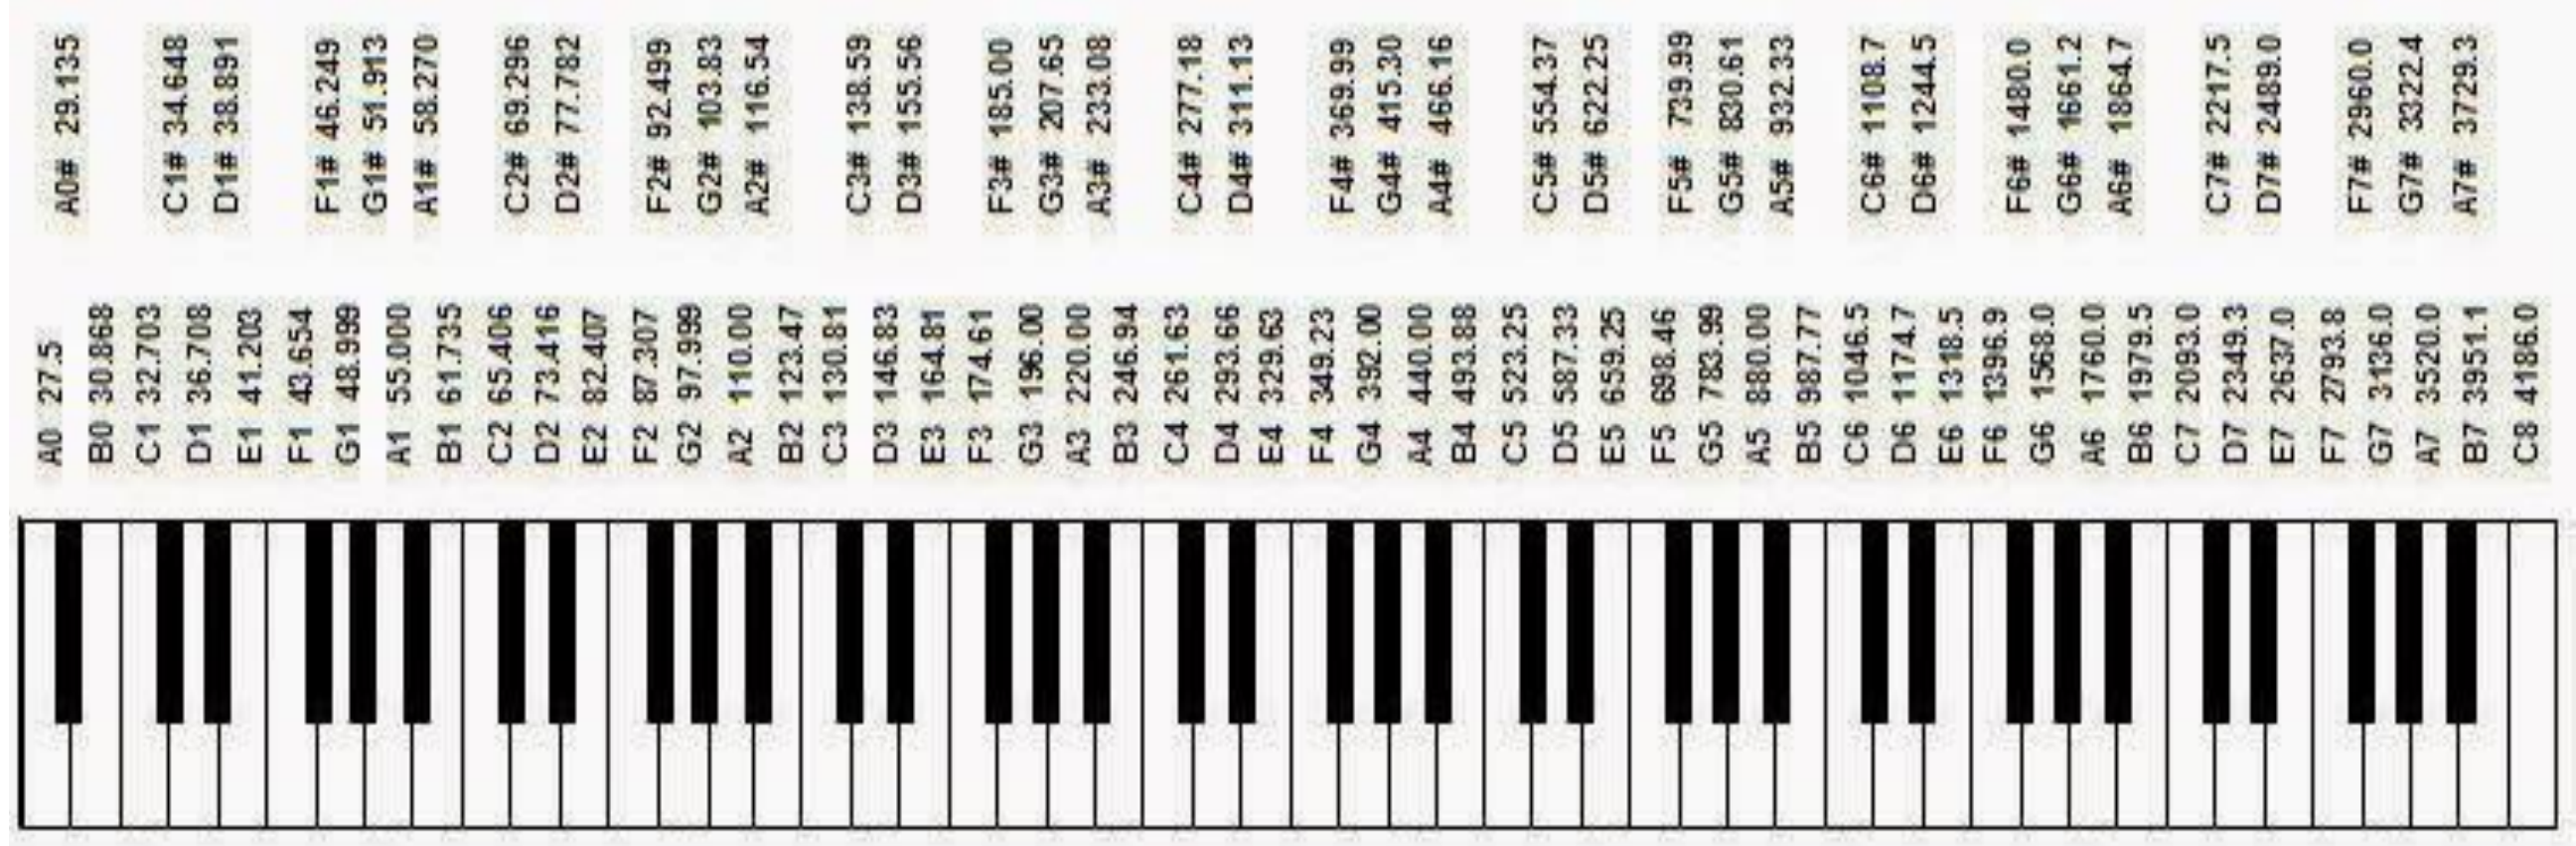 A0# 29.135
C1# 34.648
D1# 38.891
F1# 46.249
G1# 51.913
A1# 58.270
C2# 69.296
D2# 77.782
F2# 92.499
G2# 103.83
A2# 116.54
C3# 138.59
D3# 155.56
F3# 185.00
G3# 207.65
A3# 233.08
C4# 277.18
D4# 311.13
F4# 369.99
G4# 415.30
A4# 466.16
C5# 554.37
D5# 622.25
F5# 739.99
G5# 830.61
A5# 932.33
C6# 1108.7
D6# 1244.5
F6# 1480.0
G6# 1661.2
A6# 1864.7
C7# 2217.5
D7# 2489.0
F7# 2960.0
G7# 3322.4
A7# 3729.3
A0 27.5
B0 30.868
C1 32.703
D1 36.708
E1 41.203
F1 43.654
G1 48.999
A1 55.000
B1 61.735
C2 65.406
D2 73.416
E2 82.407
F2 87.307
G2 97.999
A2 110.00
B2 123.47
C3 130.81
D3 146.83
E3 164.81
F3 174.61
G3 196.00
A3 220.00
B3 246.94
C4 261.63
D4 293.66
E4 329.63
F4 349.23
G4 392.00
A4 440.00
B4 493.88
C5 523.25
D5 587.33
E5 659.25
F5 698.46
G5 783.99
A5 880.00
B5 987.77
C6 1046.5
D6 1174.7
E6 1318.5
F6 1396.9
G6 1568.0
A6 1760.0
B6 1979.5
C7 2093.0
D7 2349.3
E7 2637.0
F7 2793.8
G7 3136.0
A7 3520.0
B7 3951.1
C8 4186.0